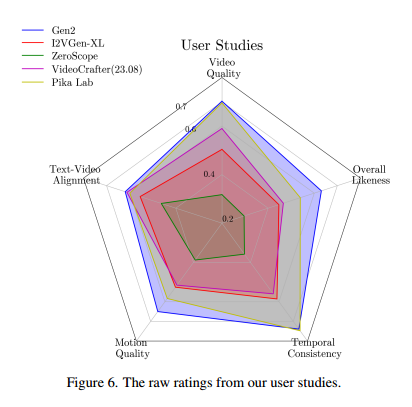 Gen2
I2VGen-XL
ZeroScope
VideoCrafter(23.08)
Pika Lab
User Studies
Video
Quality
0.7
0.6
0.4
0.2
Text-Video
Alignment
Overall
Likeness
Motion
Quality
Temporal
Consistency
Figure 6. The raw ratings from our user studies.